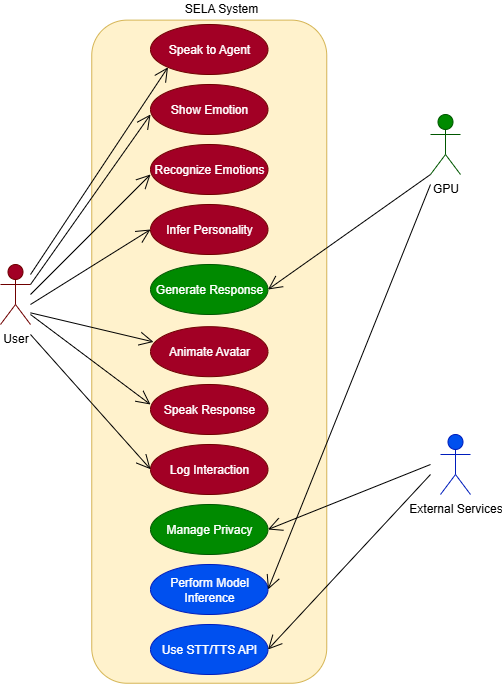 SELA System
Speak to Agent
Show Emotion
Recognize Emotions
Infer Personality
Generate Response
Animate Avatar
Speak Response
Log Interaction
Manage Privacy
Perform Model
Inference
Use STT/TTS API
User
GPU
External Services